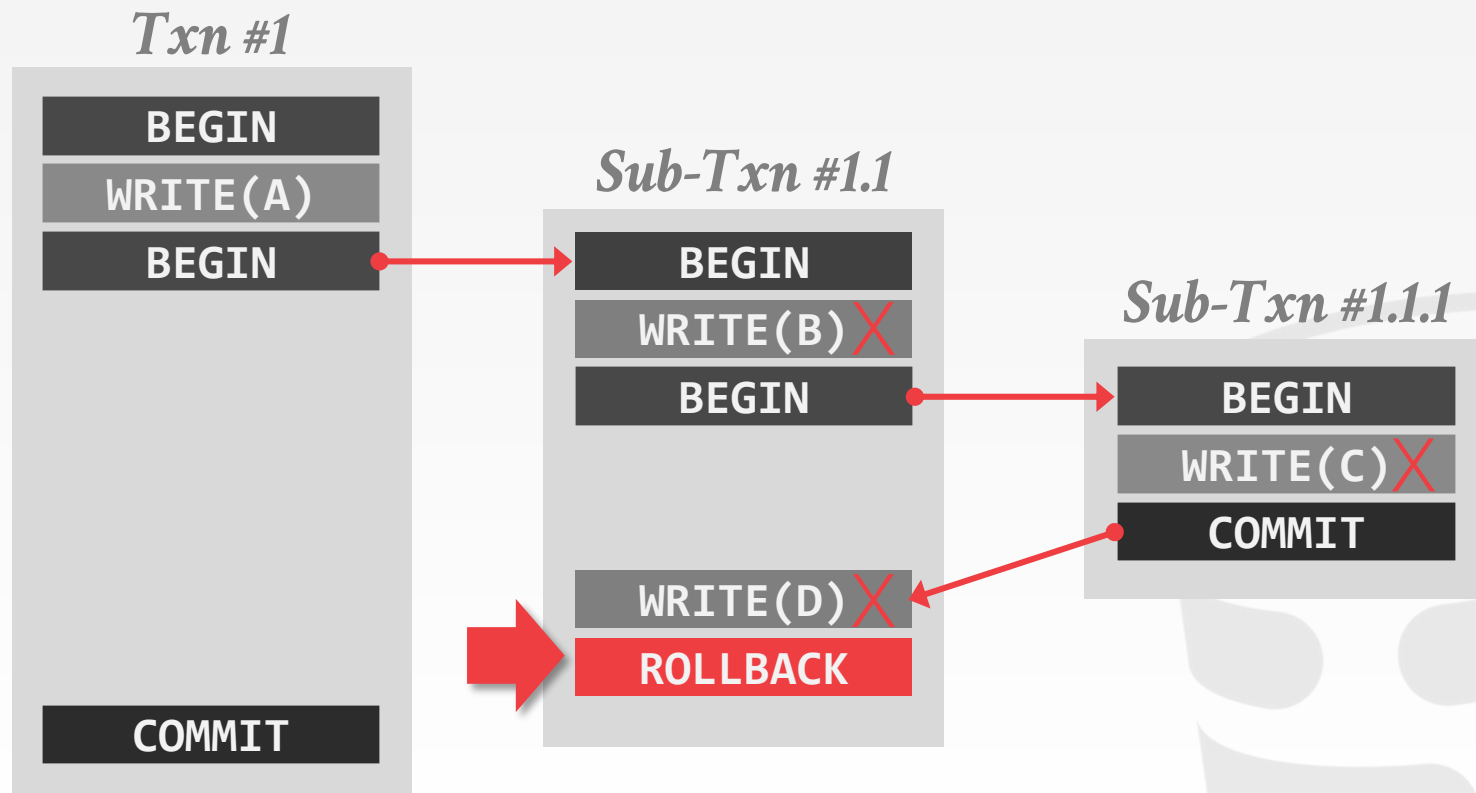 Txn #1
BEGIN
WRITE(A)
BEGIN
COMMIT
Sub-Txn #1.1
BEGIN
WRITE(B)
BEGIN
WRITE(D)
ROLLBACK
Sub-Txn #1.1.1
BEGIN
WRITE(C)
COMMIT